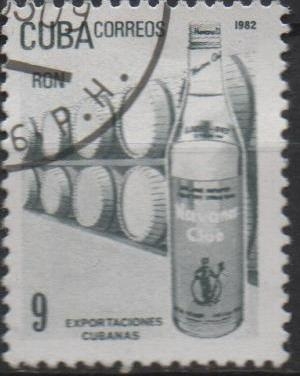 CUBA CORREOS 1982
RON
P.H.
Havana
Club
9
EXPORTACIONES
CUBANAS